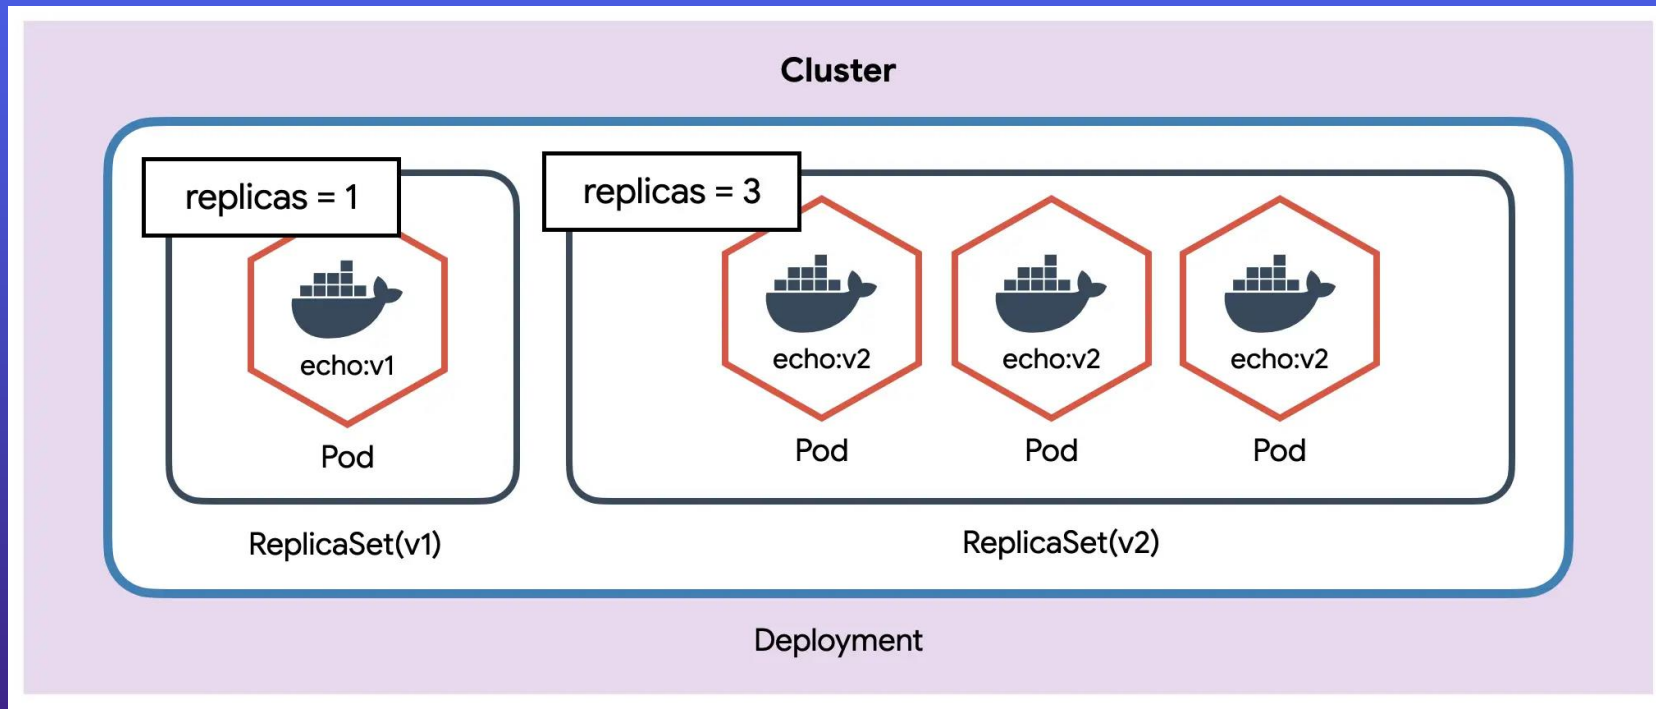 Cluster
replicas = 1
replicas = 3
echo:v1
echo:v2
echo:v2
echo:v2
Pod
Pod
Pod
Pod
ReplicaSet(v1)
ReplicaSet(v2)
Deployment